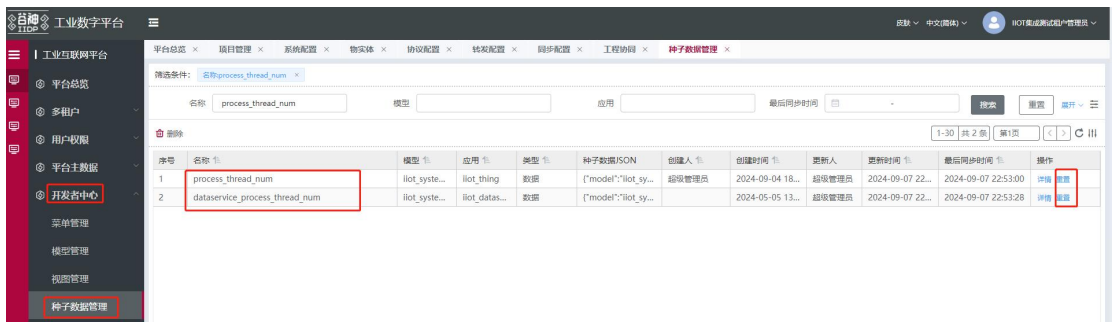 谷神 IIDP 工业数字平台 皮肤 中文(简体) IIOT集成测试租户管理员
工业互联网平台 平台总览 × 项目管理 × 系统配置 × 物实体 × 协议配置 × 转发配置 × 同步配置 × 工程协同 × 种子数据管理 ×
筛选条件: 名称:process_thread_num ×
平台总览
名称 process_thread_num 模型 应用 最后同步时间 - 搜索 重置 展开
多租户
删除 1-30 共 2 条 第1页 < >
用户权限
序号 名称 模型 应用 类型 种子数据JSON 创建人 创建时间 更新人 更新时间 最后同步时间 操作
平台主数据
1 process_thread_num iiot_syste... iiot_thing 数据 {"model":"iiot_sy... 超级管理员 2024-09-04 18... 超级管理员 2024-09-07 22... 2024-09-07 22:53:00 详情 重置
开发者中心
2 dataservice_process_thread_num iiot_syste... iiot_datas... 数据 {"model":"iiot_sy... 2024-05-05 13... 超级管理员 2024-09-07 22... 2024-09-07 22:53:28 详情 重置
菜单管理
模型管理
视图管理
种子数据管理